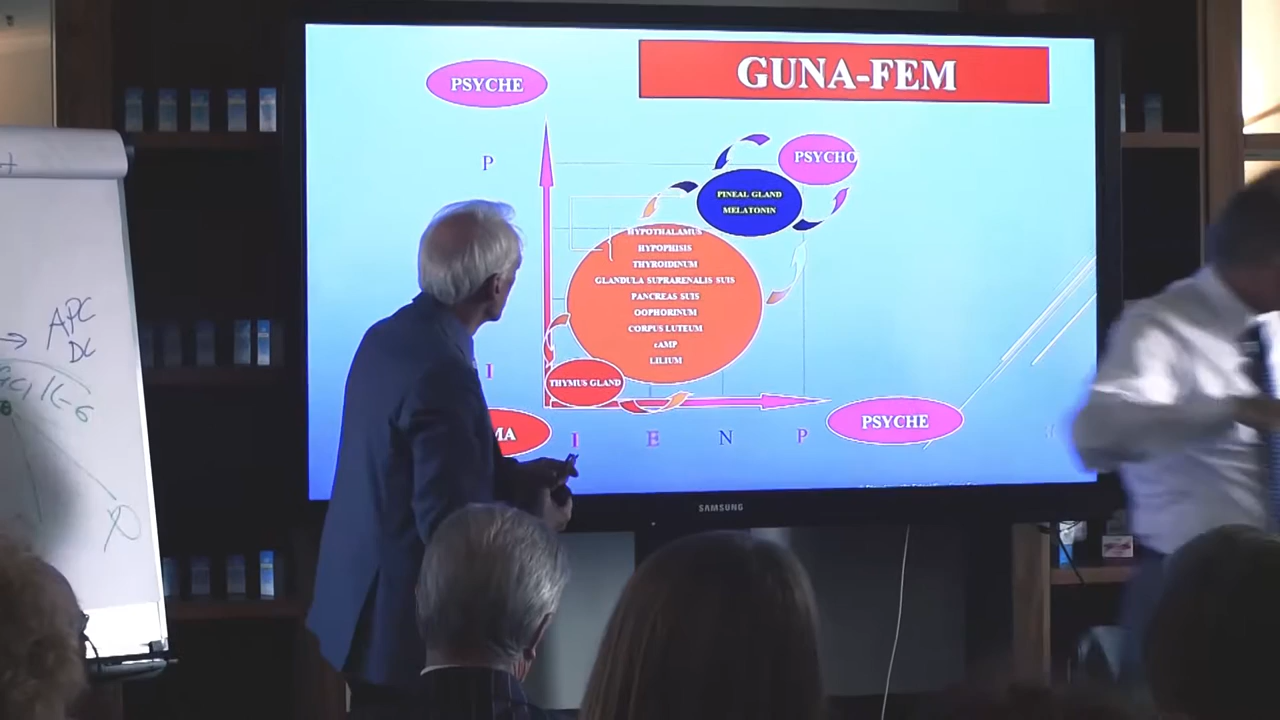 GUNA-FEM
PSYCHE
P
PSYCHO
PINEAL GLAND
MELATONIN
HYPOTHALAMUS
HYPOPHISIS
THYROIDINUM
GLANDULA SUPRARENALIS SUIS
PANCREAS SUIS
OOPHORINUM
CORPUS LUTEUM
cAMP
LILIUM
I
THYMUS GLAND
MA
PSYCHE
I E N P
SAMSUNG
APC
DC